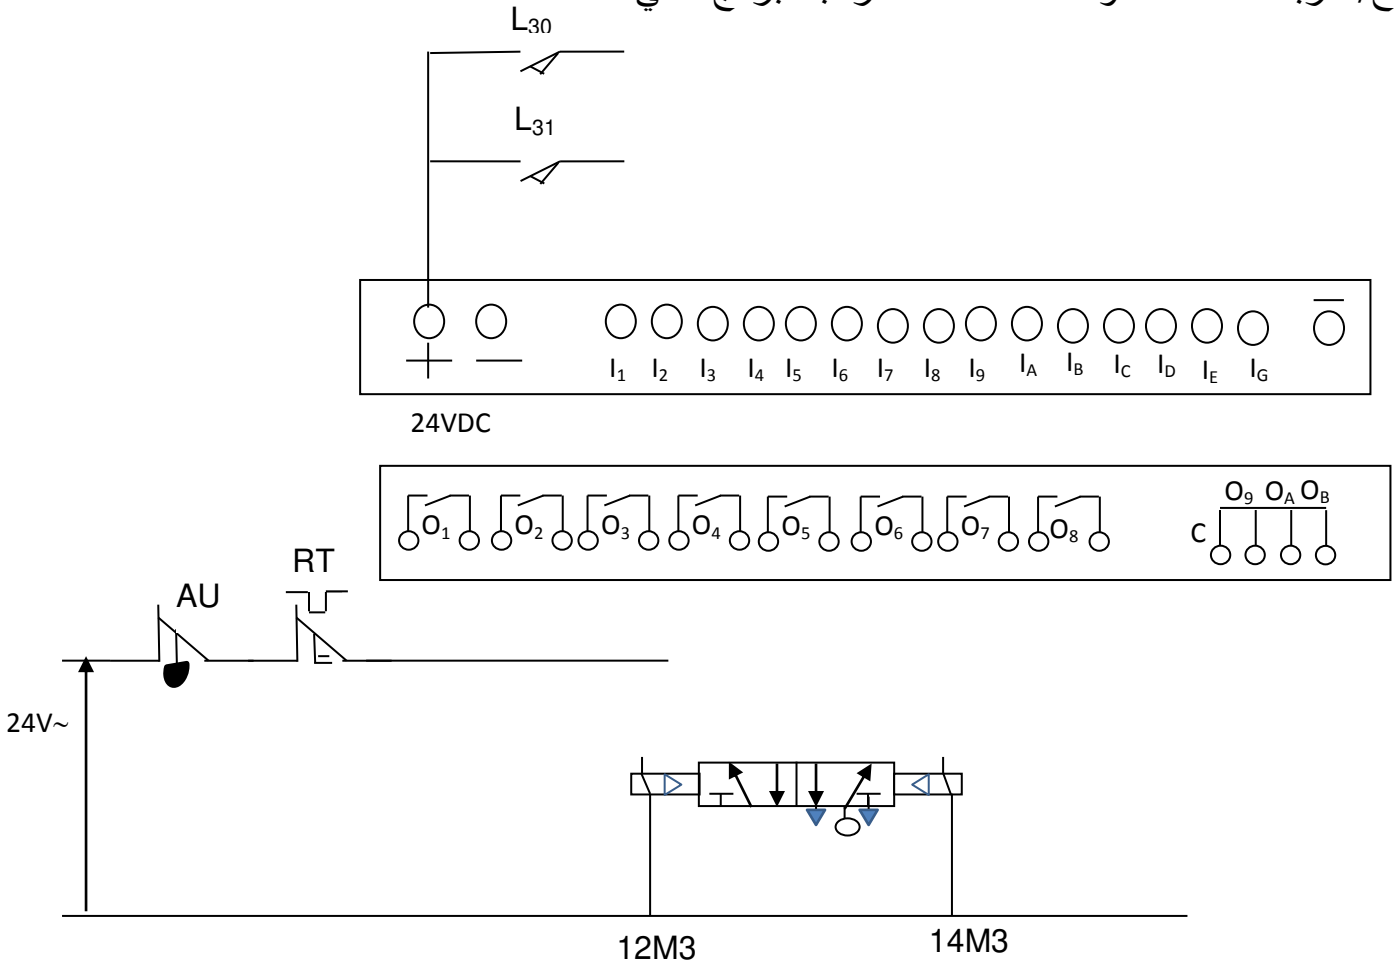 L30
L31
+ −
I1 I2 I3 I4 I5 I6 I7 I8 I9 IA IB IC ID IE IG
24VDC
O1 O2 O3 O4 O5 O6 O7 O8 C O9 OA OB
RT
AU
24V~
12M3 14M3